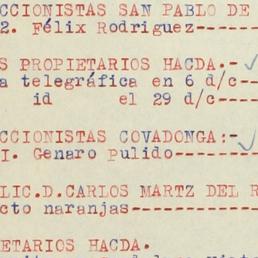 CCIONISTAS SAN PABLO DE
2. Félix Rodriguez------
S PROPIETARIOS HACDA.-
a telegráfica en 6 d/c---
id el 29 d/c----
CCIONISTAS COVADONGA:-
I. Genaro Pulido------
LIC.D.CARLOS MARTZ DEL R
cto naranjas------------
ETARIOS HACDA.